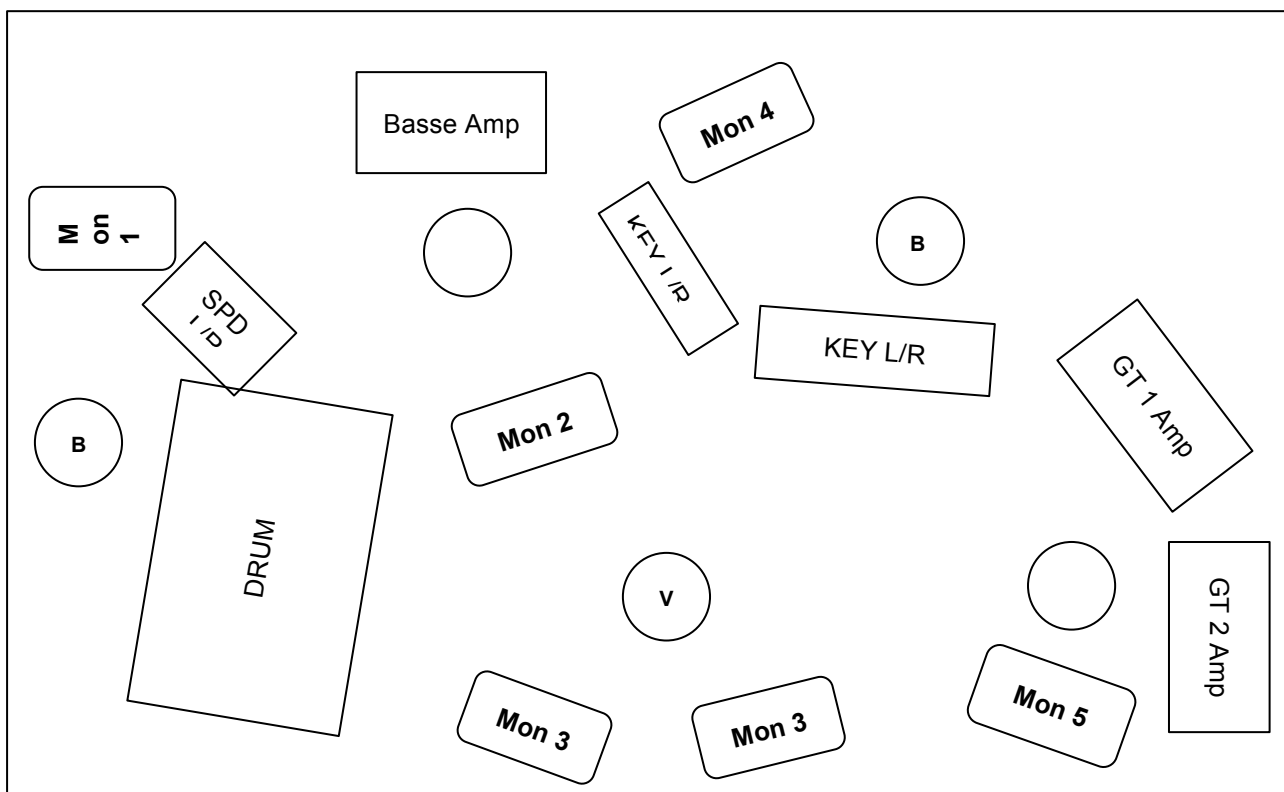 Basse Amp
Mon 4
M
on
1
KEY L/R
B
SPD
L/R
KEY L/R
GT 1 Amp
Mon 2
B
DRUM
V
GT 2 Amp
Mon 3
Mon 3
Mon 5